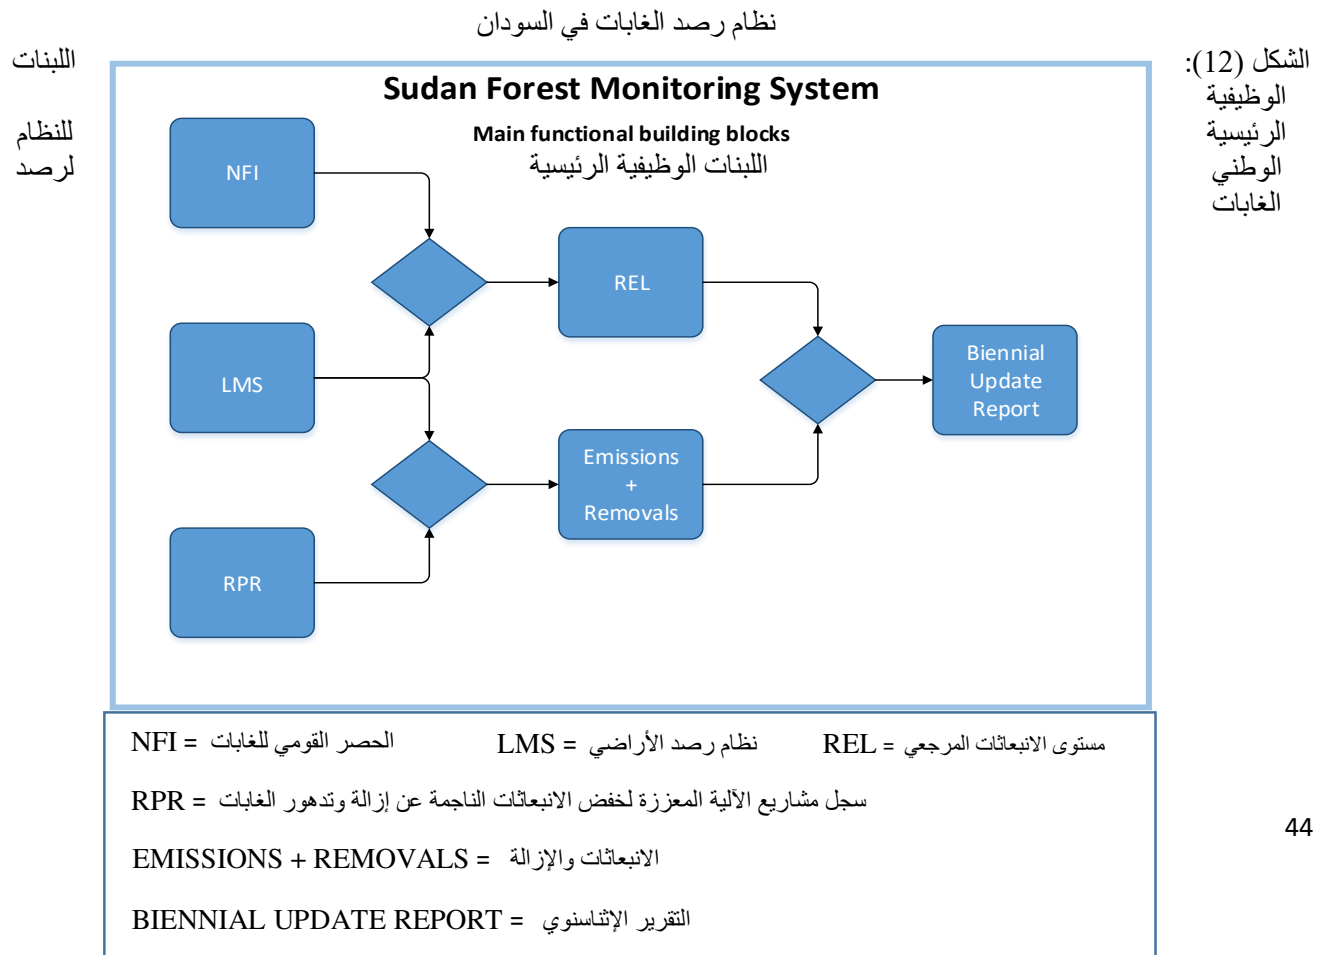 نظام رصد الغابات في السودان
الشكل (12): اللبنات
الوظيفية
الرئيسية للنظام
الوطني لرصد
الغابات
Sudan Forest Monitoring System
Main functional building blocks
اللبنات الوظيفية الرئيسية
NFI
REL
LMS
Biennial
Update
Report
Emissions
+
Removals
RPR
NFI = الحصر القومي للغابات LMS = نظام رصد الأراضي REL = مستوى الانبعاثات المرجعي
RPR = سجل مشاريع الآلية المعززة لخفض الانبعاثات الناجمة عن إزالة وتدهور الغابات
EMISSIONS + REMOVALS = الانبعاثات والإزالة
BIENNIAL UPDATE REPORT = التقرير الإثناسنوي
44